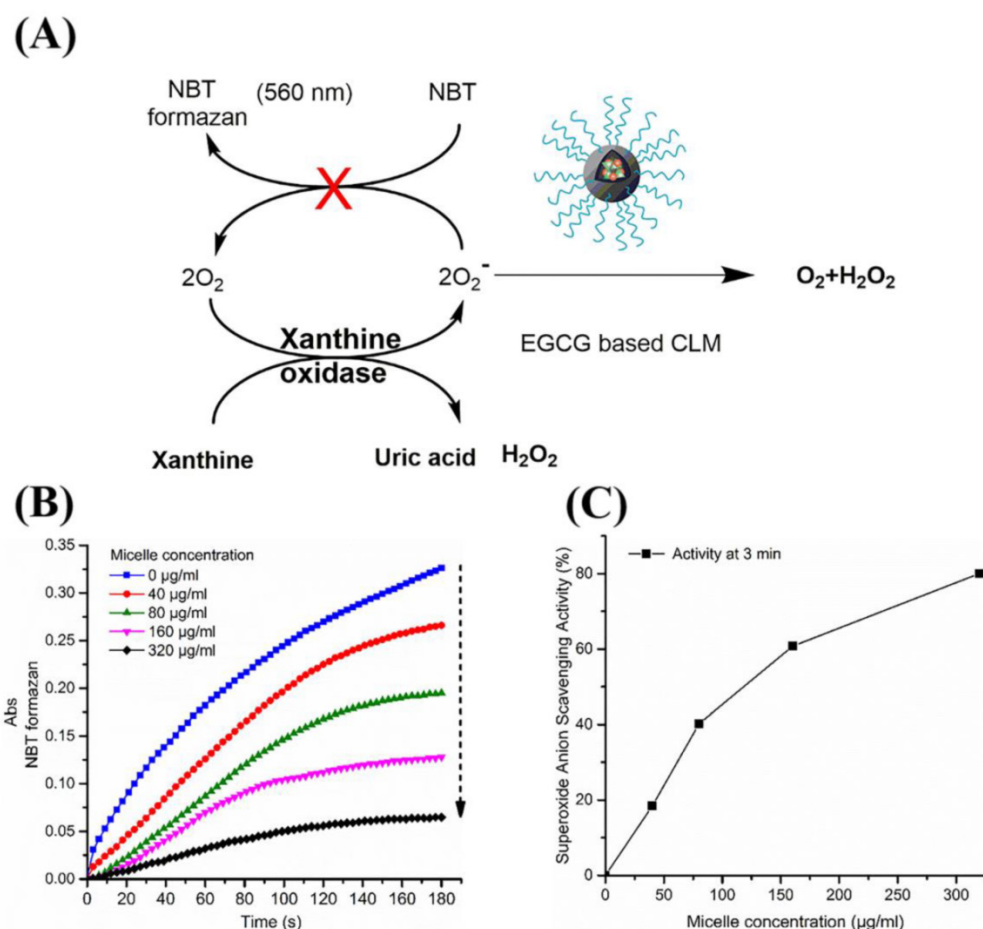 (A)
NBT
formazan
(560 nm)
NBT
X
2O₂
2O₂⁻
O₂+H₂O₂
Xanthine
oxidase
EGCG based CLM
Xanthine
Uric acid
H₂O₂
(B)
Micelle concentration
0 μg/ml
40 μg/ml
80 μg/ml
160 μg/ml
320 μg/ml
Abs
NBT formazan
0.35
0.30
0.25
0.20
0.15
0.10
0.05
0.00
0 20 40 60 80 100 120 140 160 180
Time (s)
(C)
Activity at 3 min
Superoxide Anion Scavenging Activity (%)
80
60
40
20
0
0 50 100 150 200 250 300
Micelle concentration (μg/ml)